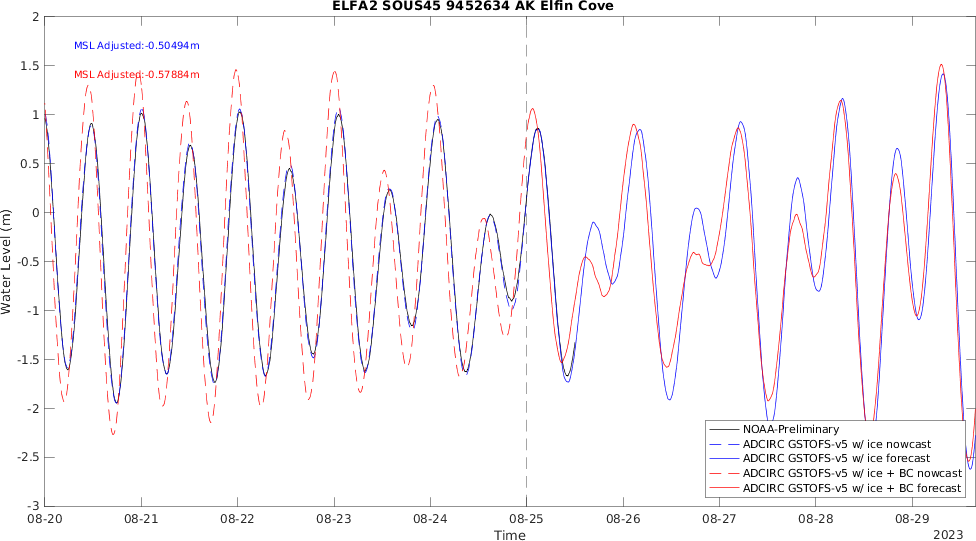 ELFA2 SOUS45 9452634 AK Elfin Cove
MSL Adjusted:-0.50494m
MSL Adjusted:-0.57884m
Water Level (m)
2
1.5
1
0.5
0
-0.5
-1
-1.5
-2
-2.5
-3
NOAA-Preliminary
ADCIRC GSTOFS-v5 w/ ice nowcast
ADCIRC GSTOFS-v5 w/ ice forecast
ADCIRC GSTOFS-v5 w/ ice + BC nowcast
ADCIRC GSTOFS-v5 w/ ice + BC forecast
08-20 08-21 08-22 08-23 08-24 08-25 08-26 08-27 08-28 08-29
Time
2023